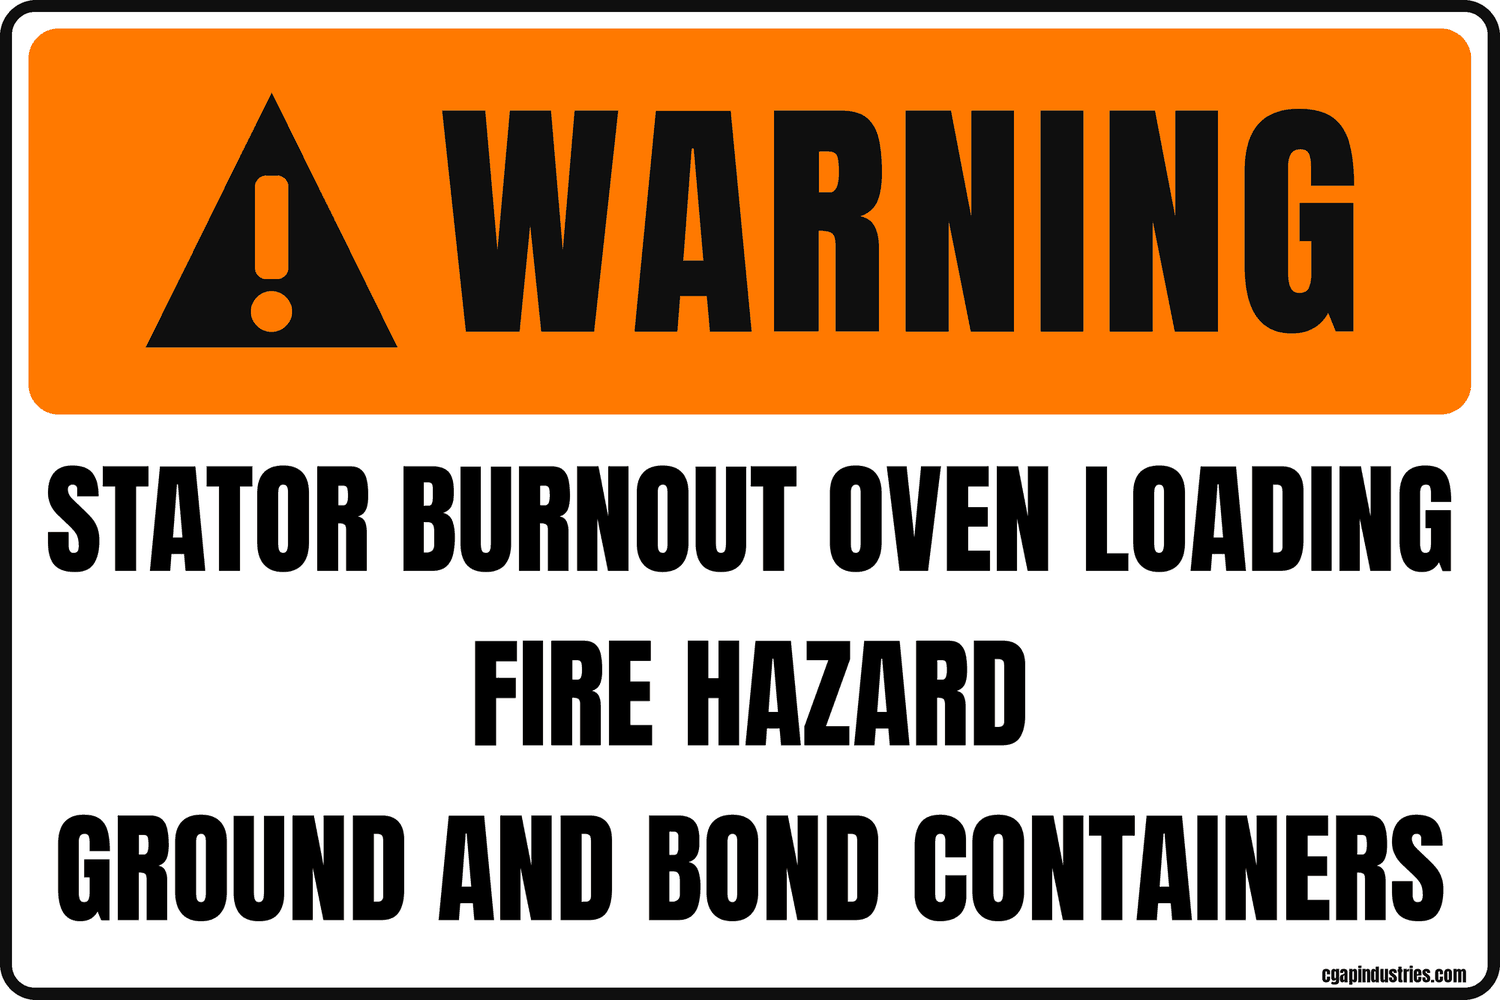 WARNING
STATOR BURNOUT OVEN LOADING
FIRE HAZARD
GROUND AND BOND CONTAINERS
cgapindustries.com